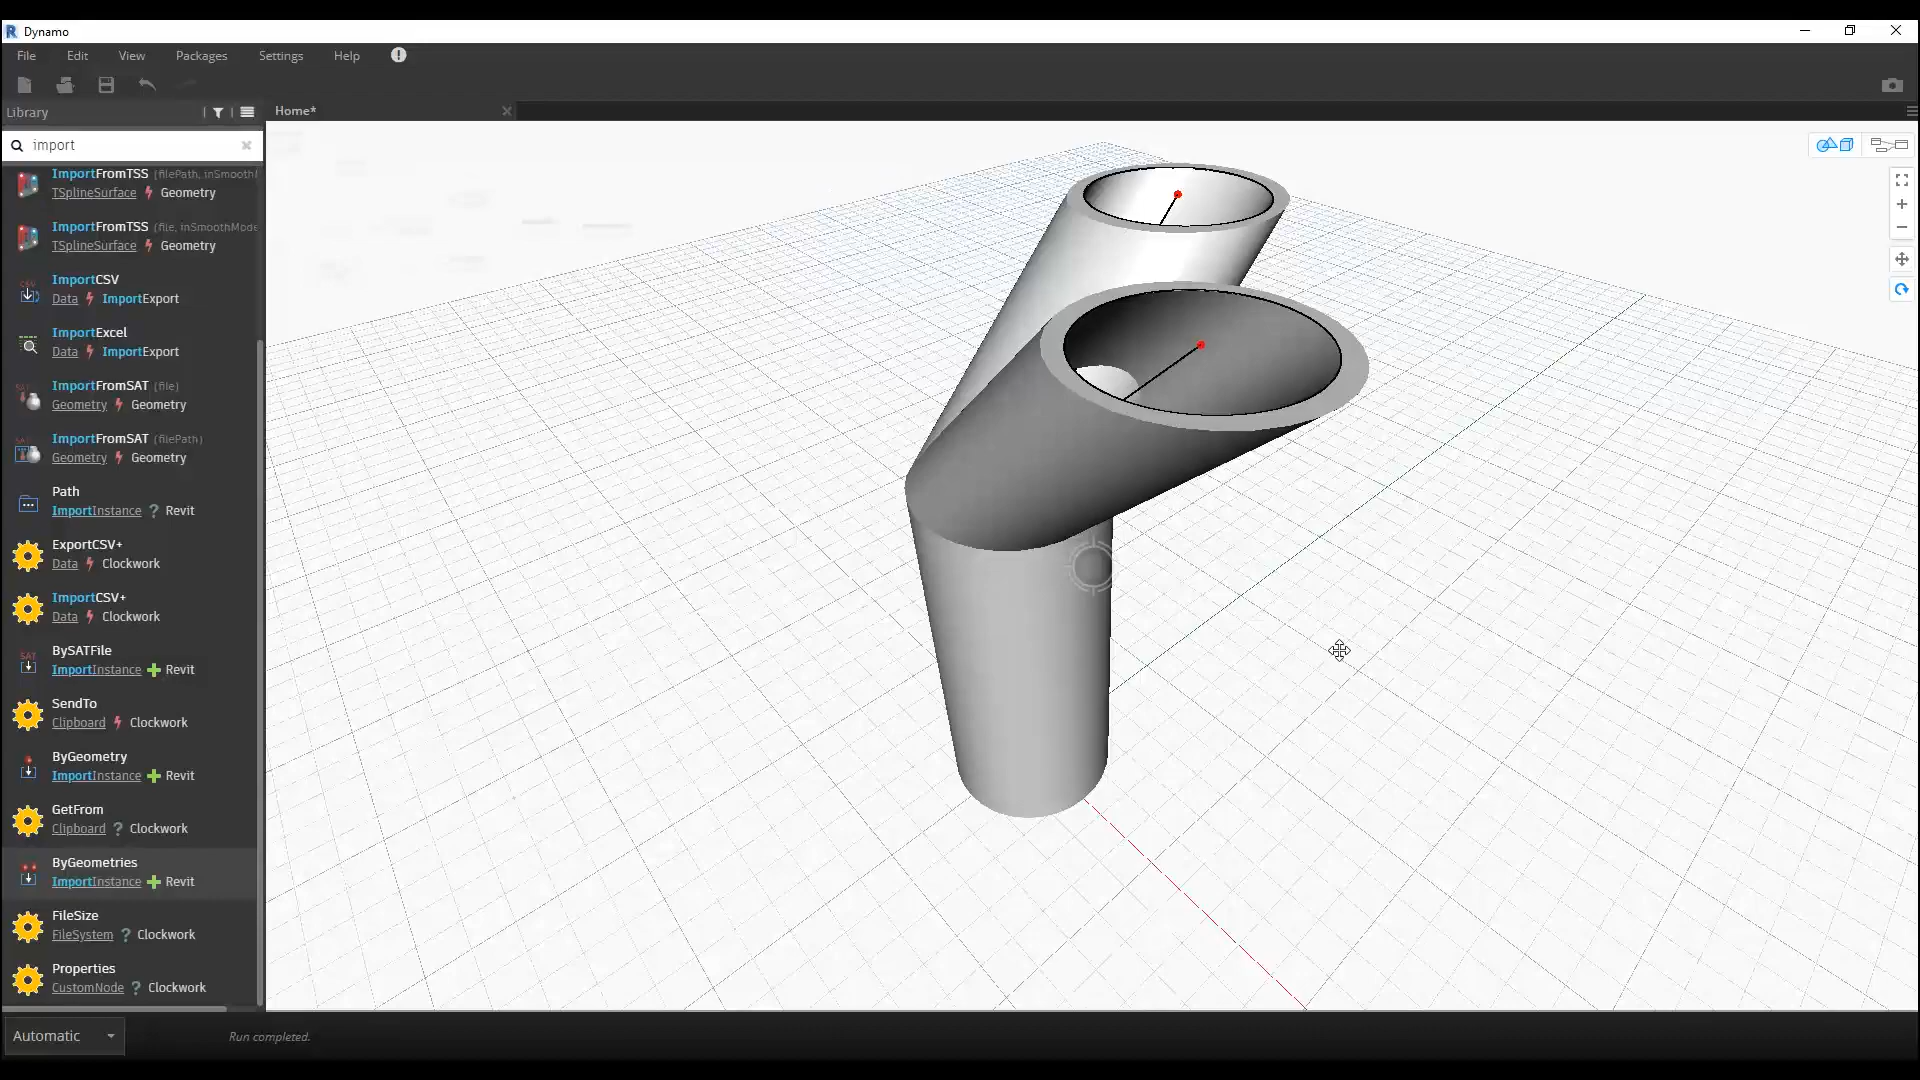 Dynamo
File Edit View Packages Settings Help
Library
Home*
import
ImportFromTSS (filePath, inSmooth
TSplineSurface Geometry
ImportFromTSS (file, inSmoothMode
TSplineSurface Geometry
ImportCSV
Data ImportExport
ImportExcel
Data ImportExport
ImportFromSAT (file)
Geometry Geometry
ImportFromSAT (filePath)
Geometry Geometry
Path
ImportInstance ? Revit
ExportCSV+
Data Clockwork
ImportCSV+
Data Clockwork
BySATFile
ImportInstance Revit
SendTo
Clipboard Clockwork
ByGeometry
ImportInstance Revit
GetFrom
Clipboard ? Clockwork
ByGeometries
ImportInstance Revit
FileSize
FileSystem ? Clockwork
Properties
CustomNode ? Clockwork
Automatic
Run completed.